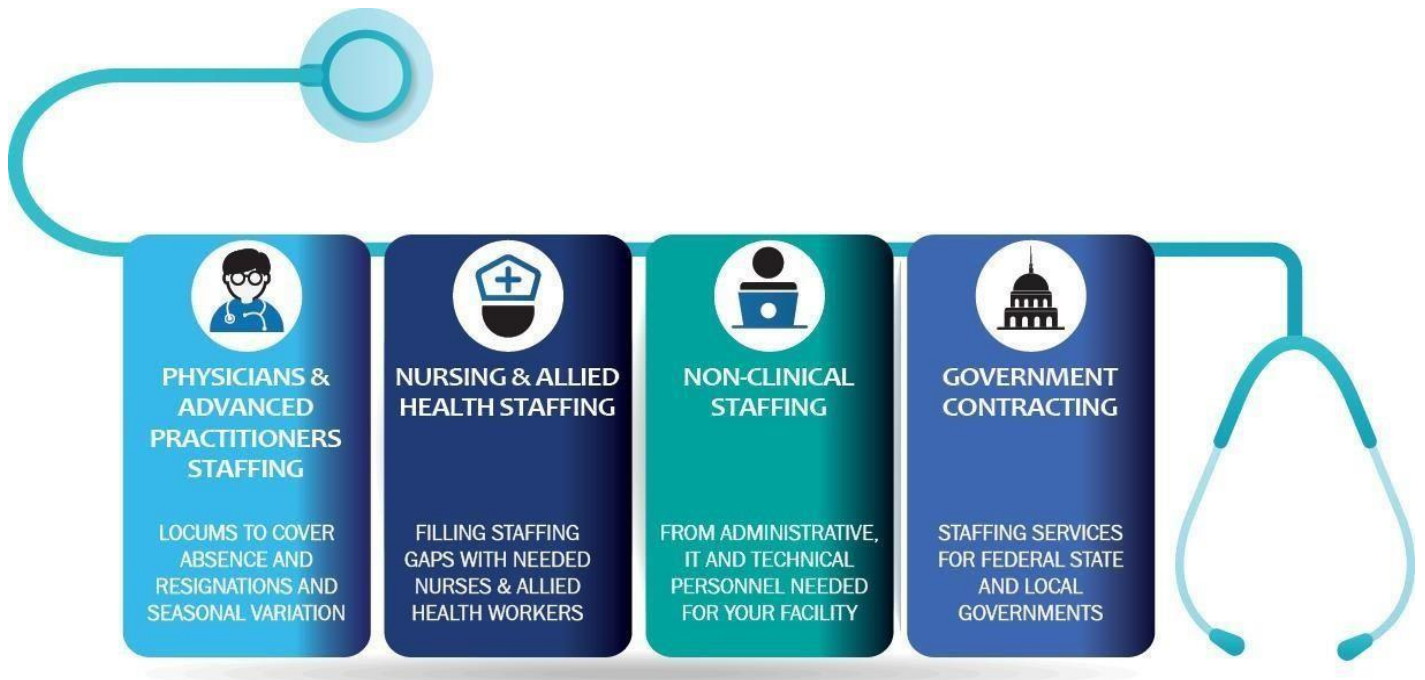 PHYSICIANS &
ADVANCED
PRACTITIONERS
STAFFING
LOCUMS TO COVER
ABSENCE AND
RESIGNATIONS AND
SEASONAL VARIATION
NURSING & ALLIED
HEALTH STAFFING
FILLING STAFFING
GAPS WITH NEEDED
NURSES & ALLIED
HEALTH WORKERS
NON-CLINICAL
STAFFING
FROM ADMINISTRATIVE,
IT AND TECHNICAL
PERSONNEL NEEDED
FOR YOUR FACILITY
GOVERNMENT
CONTRACTING
STAFFING SERVICES
FOR FEDERAL STATE
AND LOCAL
GOVERNMENTS